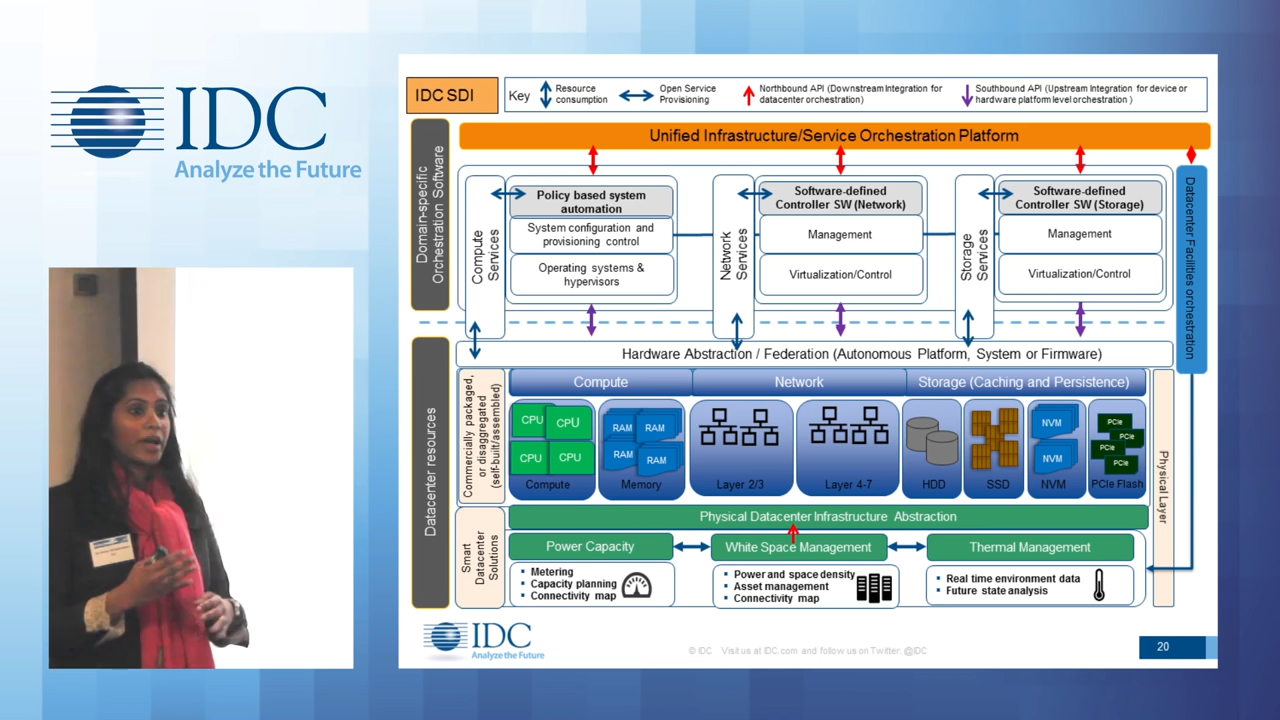 IDC
Analyze the Future
IDC SDI
Key
Resource
consumption
Open Service
Provisioning
Northbound API (Downstream Integration for
datacenter orchestration)
Southbound API (Upstream Integration for device or
hardware platform level orchestration )
Domain-specific
Orchestration Software
Unified Infrastructure/Service Orchestration Platform
Compute
Services
Policy based system
automation
System configuration and
provisioning control
Operating systems &
hypervisors
Network
Services
Software-defined
Controller SW (Network)
Management
Virtualization/Control
Storage
Services
Software-defined
Controller SW (Storage)
Management
Virtualization/Control
Datacenter Facilities orchestration
Hardware Abstraction / Federation (Autonomous Platform, System or Firmware)
Datacenter resources
Commercially packaged,
or disaggregated
(self-built/assembled)
Compute
Network
Storage (Caching and Persistence)
CPU
CPU
CPU
CPU
Compute
RAM
RAM
RAM
RAM
Memory
Layer 2/3
Layer 4-7
HDD
SSD
NVM
NVM
NVM
PCIe
PCIe
PCIe
PCIe
PCIe Flash
Physical Layer
Physical Datacenter Infrastructure Abstraction
Smart
Datacenter
Solutions
Power Capacity
White Space Management
Thermal Management
Metering
Capacity planning
Connectivity map
Power and space density
Asset management
Connectivity map
Real time environment data
Future state analysis
IDC
Analyze the Future
© IDC Visit us at IDC.com and follow us on Twitter: @IDC
20